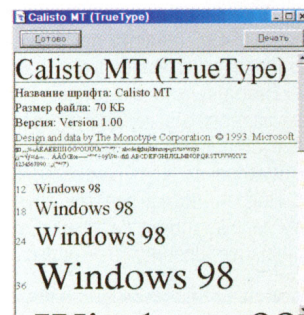 Calisto MT (TrueType)
Готово Печать
Calisto MT (TrueType)
Название шрифта: Calisto MT
Размер файла: 70 КБ
Версия: Version 1.00
Design and data by The Monotype Corporation. © 1993. Microsoft
1234567890
12 Windows 98
18 Windows 98
24 Windows 98
36 Windows 98